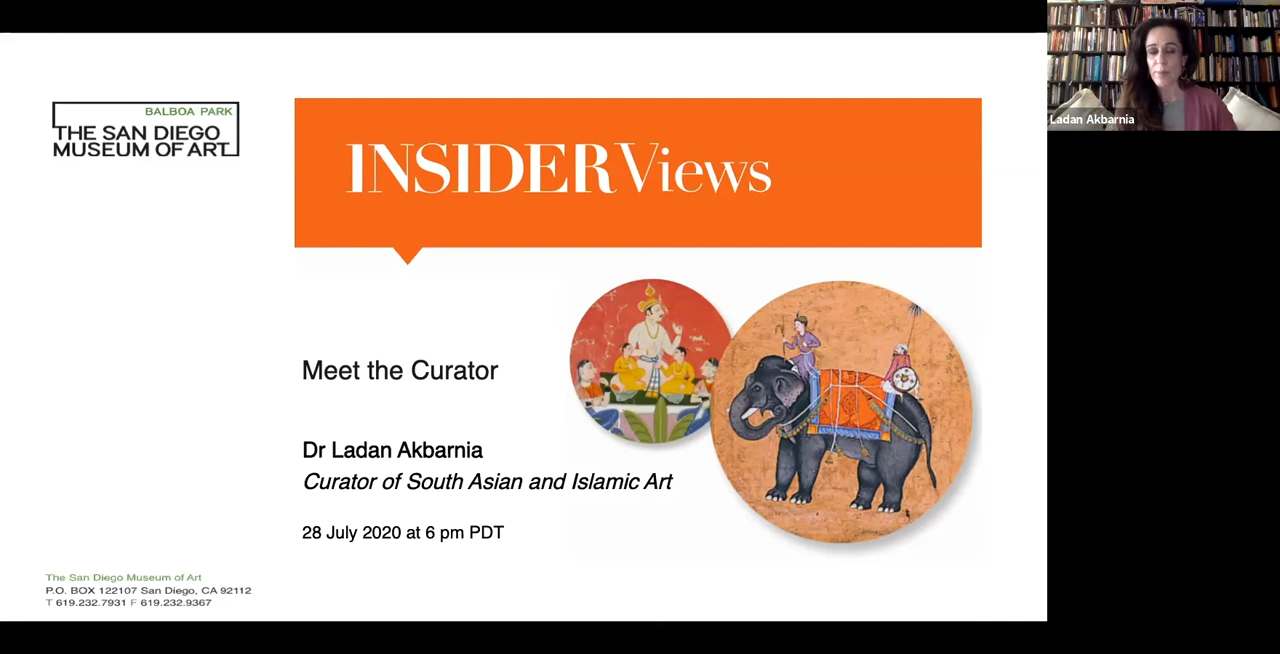 BALBOA PARK
THE SAN DIEGO
MUSEUM OF ART
INSIDERViews
Ladan Akbarnia
Meet the Curator
Dr Ladan Akbarnia
Curator of South Asian and Islamic Art
28 July 2020 at 6 pm PDT
The San Diego Museum of Art
P.O. BOX 122107 San Diego, CA 92112
T 619.232.7931 F 619.232.9367